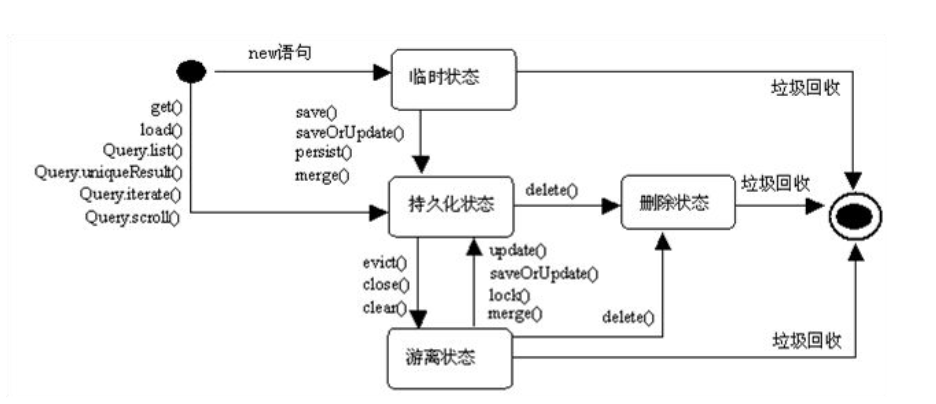 new语句
临时状态
垃圾回收
get()
load()
Query.list()
Query.uniqueResult()
Query.iterate()
Query.scroll()
save()
saveOrUpdate()
persist()
merge()
持久化状态
delete()
删除状态
垃圾回收
evict()
close()
clear()
update()
saveOrUpdate()
lock()
merge()
delete()
游离状态
垃圾回收